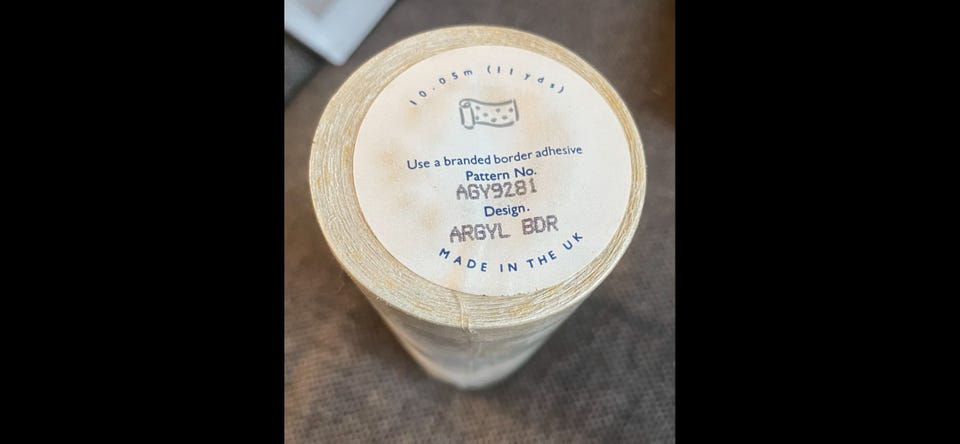 10.05m (11 yds)
Use a branded border adhesive
Pattern No.
AGY9281
Design.
ARGYL BDR
MADE IN THE UK